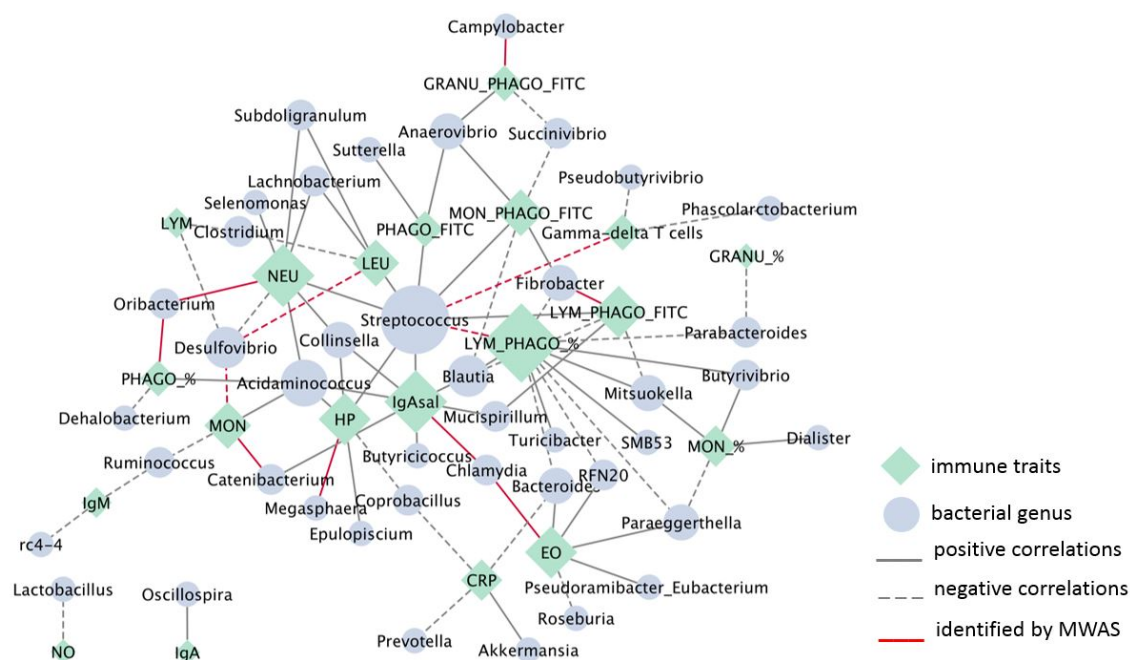 Campylobacter
GRANU_PHAGO_FITC
Subdoligranulum
Anaerovibrio
Succinivibrio
Sutterella
Lachnobacterium
Pseudobutyrivibrio
Selenomonas
LYM
Clostridium
PHAGO_FITC
MON_PHAGO_FITC
Phascolarctobacterium
Gamma-delta T cells
GRANU_%
NEU
LEU
Fibrobacter
Oribacterium
Streptococcus
LYM_PHAGO_FITC
Parabacteroides
Desulfovibrio
Collinsella
LYM_PHAGO_%
PHAGO_%
Acidaminococcus
Blautia
Butyrivibrio
Mitsuokella
IgAsal
Dehalobacterium
MON
HP
Mucispirillum
Turicibacter
SMB53
MON_%
Dialister
Ruminococcus
Butyricicoccus
Chlamydia
Catenibacterium
RFN20
Bacteroides
immune traits
IgM
Megasphaera
Coprobacillus
Paraeggerthella
bacterial genus
Epulopiscium
rc4-4
EO
positive correlations
Lactobacillus
Oscillospira
CRP
Pseudoramibacter_Eubacterium
negative correlations
Roseburia
Prevotella
Akkermansia
identified by MWAS
NO
IgA